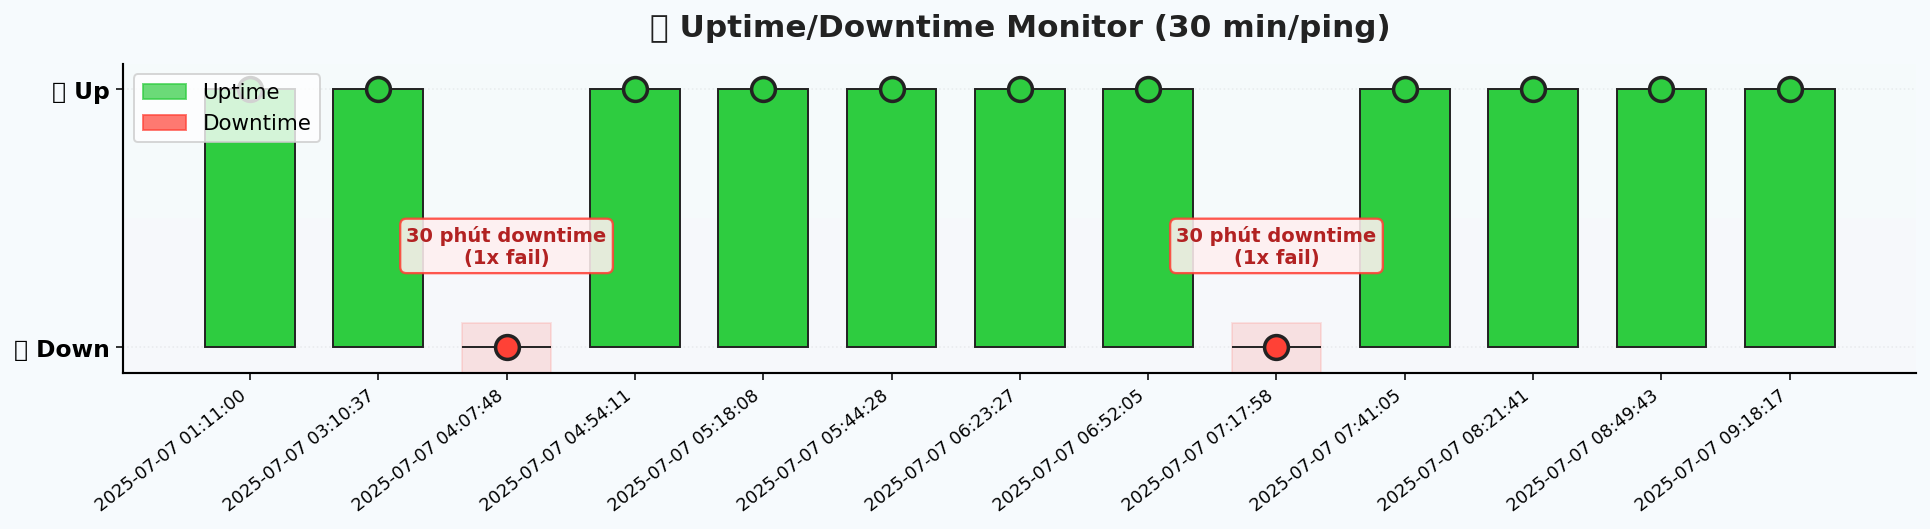 Uptime/Downtime Monitor (30 min/ping)
Up
Uptime
Downtime
30 phút downtime
(1x fail)
30 phút downtime
(1x fail)
Down
2025-07-07 01:11:00
2025-07-07 03:10:37
2025-07-07 04:07:48
2025-07-07 04:54:11
2025-07-07 05:18:08
2025-07-07 05:44:28
2025-07-07 06:23:27
2025-07-07 06:52:05
2025-07-07 07:17:58
2025-07-07 07:41:05
2025-07-07 08:21:41
2025-07-07 08:49:43
2025-07-07 09:18:17